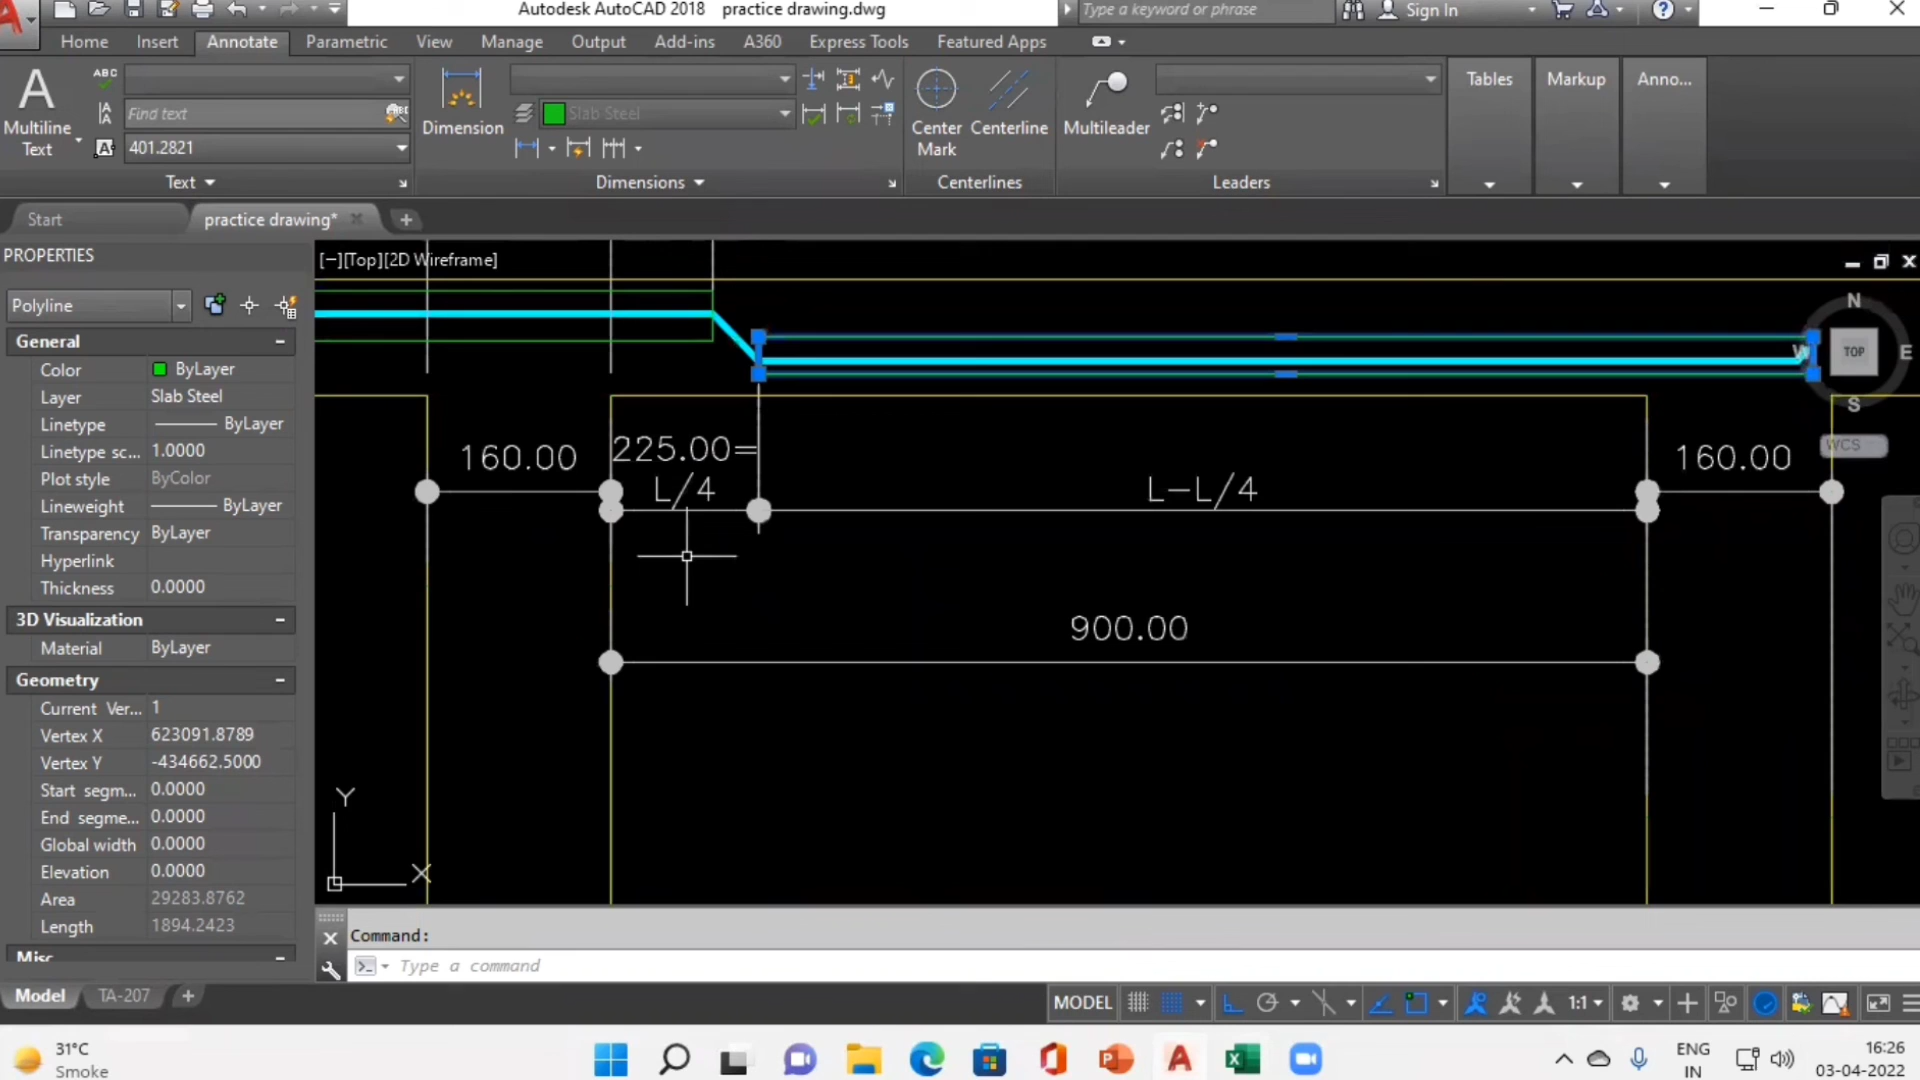 Autodesk AutoCAD 2018 practice drawing.dwg
Type a keyword or phrase
Sign In
Home Insert Annotate Parametric View Manage Output Add-ins A360 Express Tools Featured Apps
Multiline
Text
ABC
Find text
401.2821
Text
Dimension
Slab Steel
Dimensions
Center
Mark
Centerline
Centerlines
Multileader
Leaders
Tables
Markup
Anno...
Start
practice drawing*
PROPERTIES
Polyline
General
Color ByLayer
Layer Slab Steel
Linetype ByLayer
Linetype sc... 1.0000
Plot style ByColor
Lineweight ByLayer
Transparency ByLayer
Hyperlink
Thickness 0.0000
3D Visualization
Material ByLayer
Geometry
Current Ver... 1
Vertex X 623091.8789
Vertex Y -434662.5000
Start segm... 0.0000
End segme... 0.0000
Global width 0.0000
Elevation 0.0000
Area 29283.8762
Length 1894.2423
Misc
[−][Top][2D Wireframe]
N
W
TOP
E
S
WCS
160.00
225.00=
L/4
L−L/4
160.00
900.00
Y
X
Command:
Type a command
Model TA-207
MODEL
1:1
31°C
Smoke
ENG
IN
16:26
03-04-2022